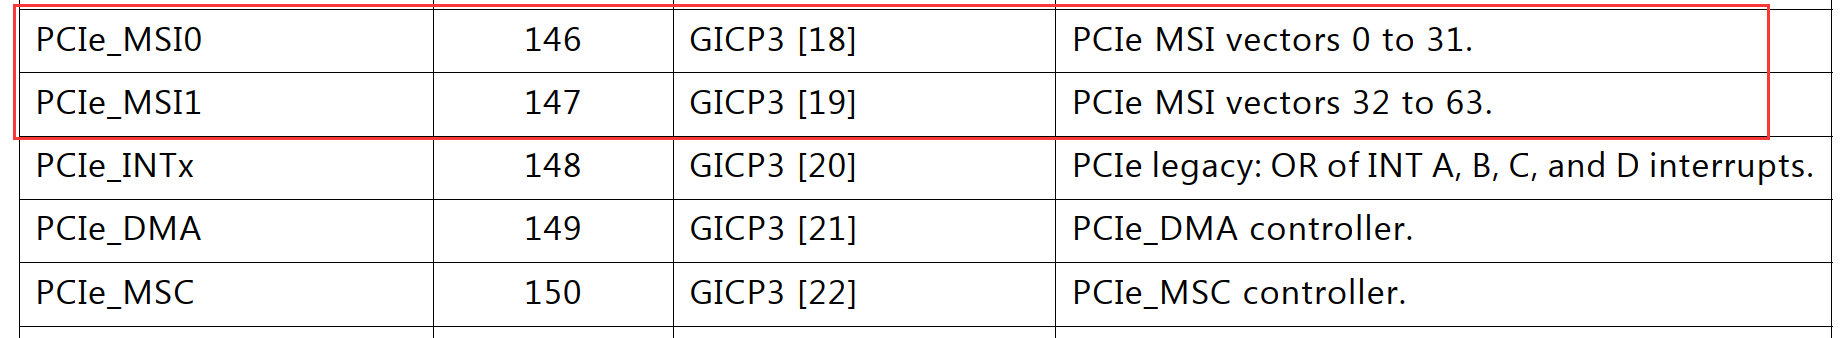 PCIe_MSI0 146 GICP3 [18] PCIe MSI vectors 0 to 31.
PCIe_MSI1 147 GICP3 [19] PCIe MSI vectors 32 to 63.
PCIe_INTx 148 GICP3 [20] PCIe legacy: OR of INT A, B, C, and D interrupts.
PCIe_DMA 149 GICP3 [21] PCIe_DMA controller.
PCIe_MSC 150 GICP3 [22] PCIe_MSC controller.